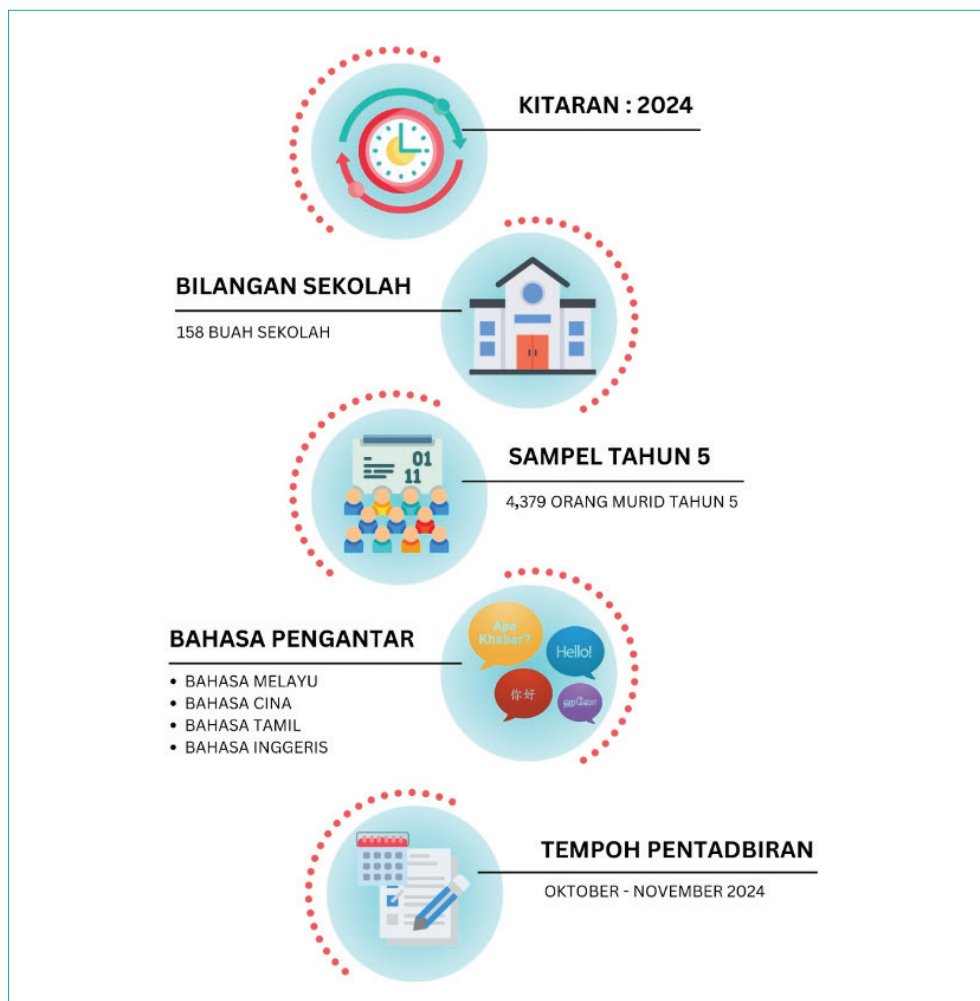 KITARAN : 2024
BILANGAN SEKOLAH
158 BUAH SEKOLAH
01
11
SAMPEL TAHUN 5
4,379 ORANG MURID TAHUN 5
BAHASA PENGANTAR
• BAHASA MELAYU
• BAHASA CINA
• BAHASA TAMIL
• BAHASA INGGERIS
Apa
Khabar?
Hello!
你好
ஹலோ
TEMPOH PENTADBIRAN
OKTOBER - NOVEMBER 2024